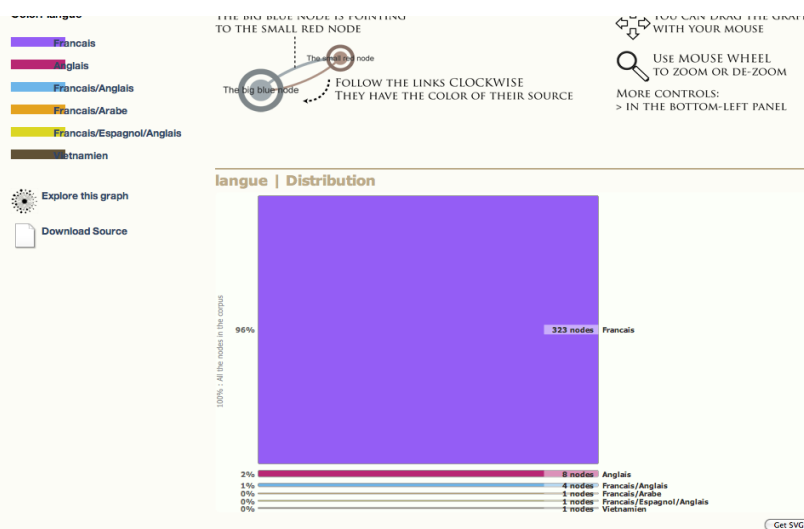 Francais
Anglais
Francais/Anglais
Francais/Arabe
Francais/Espagnol/Anglais
Vietnamien
Explore this graph
Download Source
THE BIG BLUE NODE IS POINTING
TO THE SMALL RED NODE
The small red node
The big blue node
FOLLOW THE LINKS CLOCKWISE
THEY HAVE THE COLOR OF THEIR SOURCE
YOU CAN DRAG THE GRAPH
WITH YOUR MOUSE
USE MOUSE WHEEL
TO ZOOM OR DE-ZOOM
MORE CONTROLS:
> IN THE BOTTOM-LEFT PANEL
langue | Distribution
100% : All the nodes in the corpus
96% 323 nodes Francais
2% 8 nodes Anglais
1% 4 nodes Francais/Anglais
0% 1 nodes Francais/Arabe
0% 1 nodes Francais/Espagnol/Anglais
0% 1 nodes Vietnamien
Get SVG